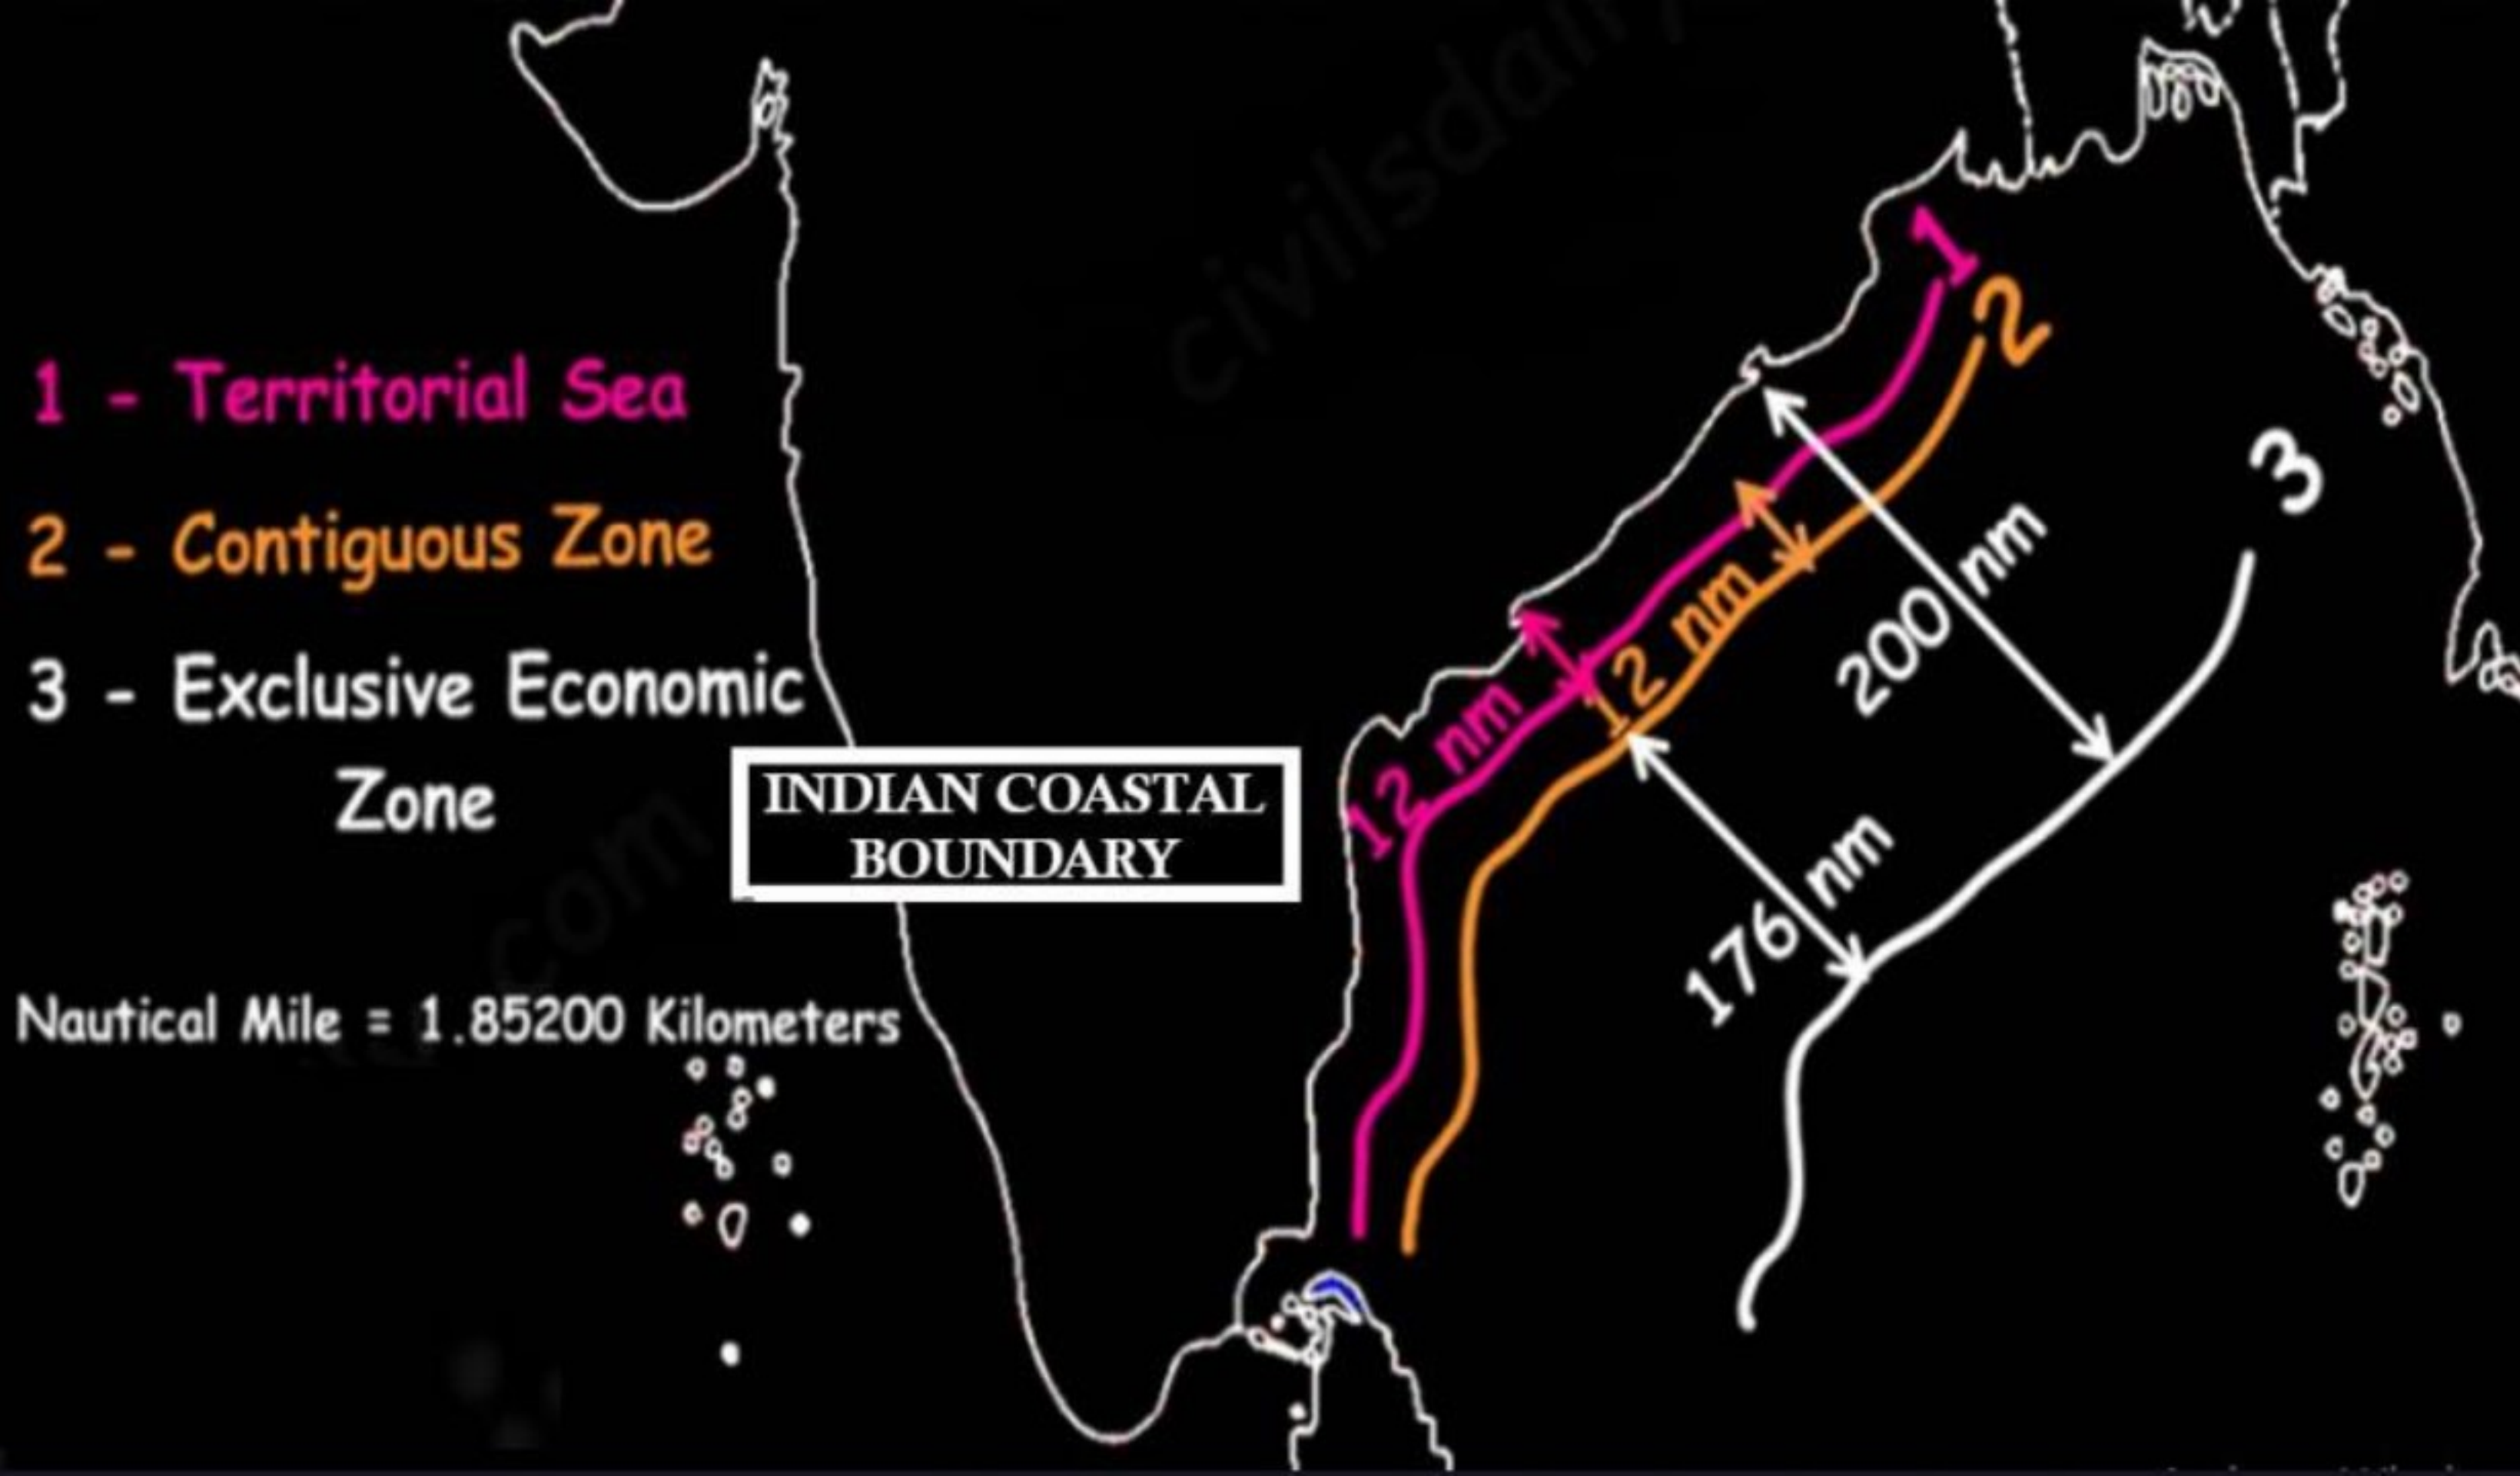 civilsdaily
1 - Territorial Sea
2 - Contiguous Zone
3 - Exclusive Economic
Zone
INDIAN COASTAL
BOUNDARY
Nautical Mile = 1.85200 Kilometers
.com
1
2
3
12 nm
12 nm
200 nm
176 nm